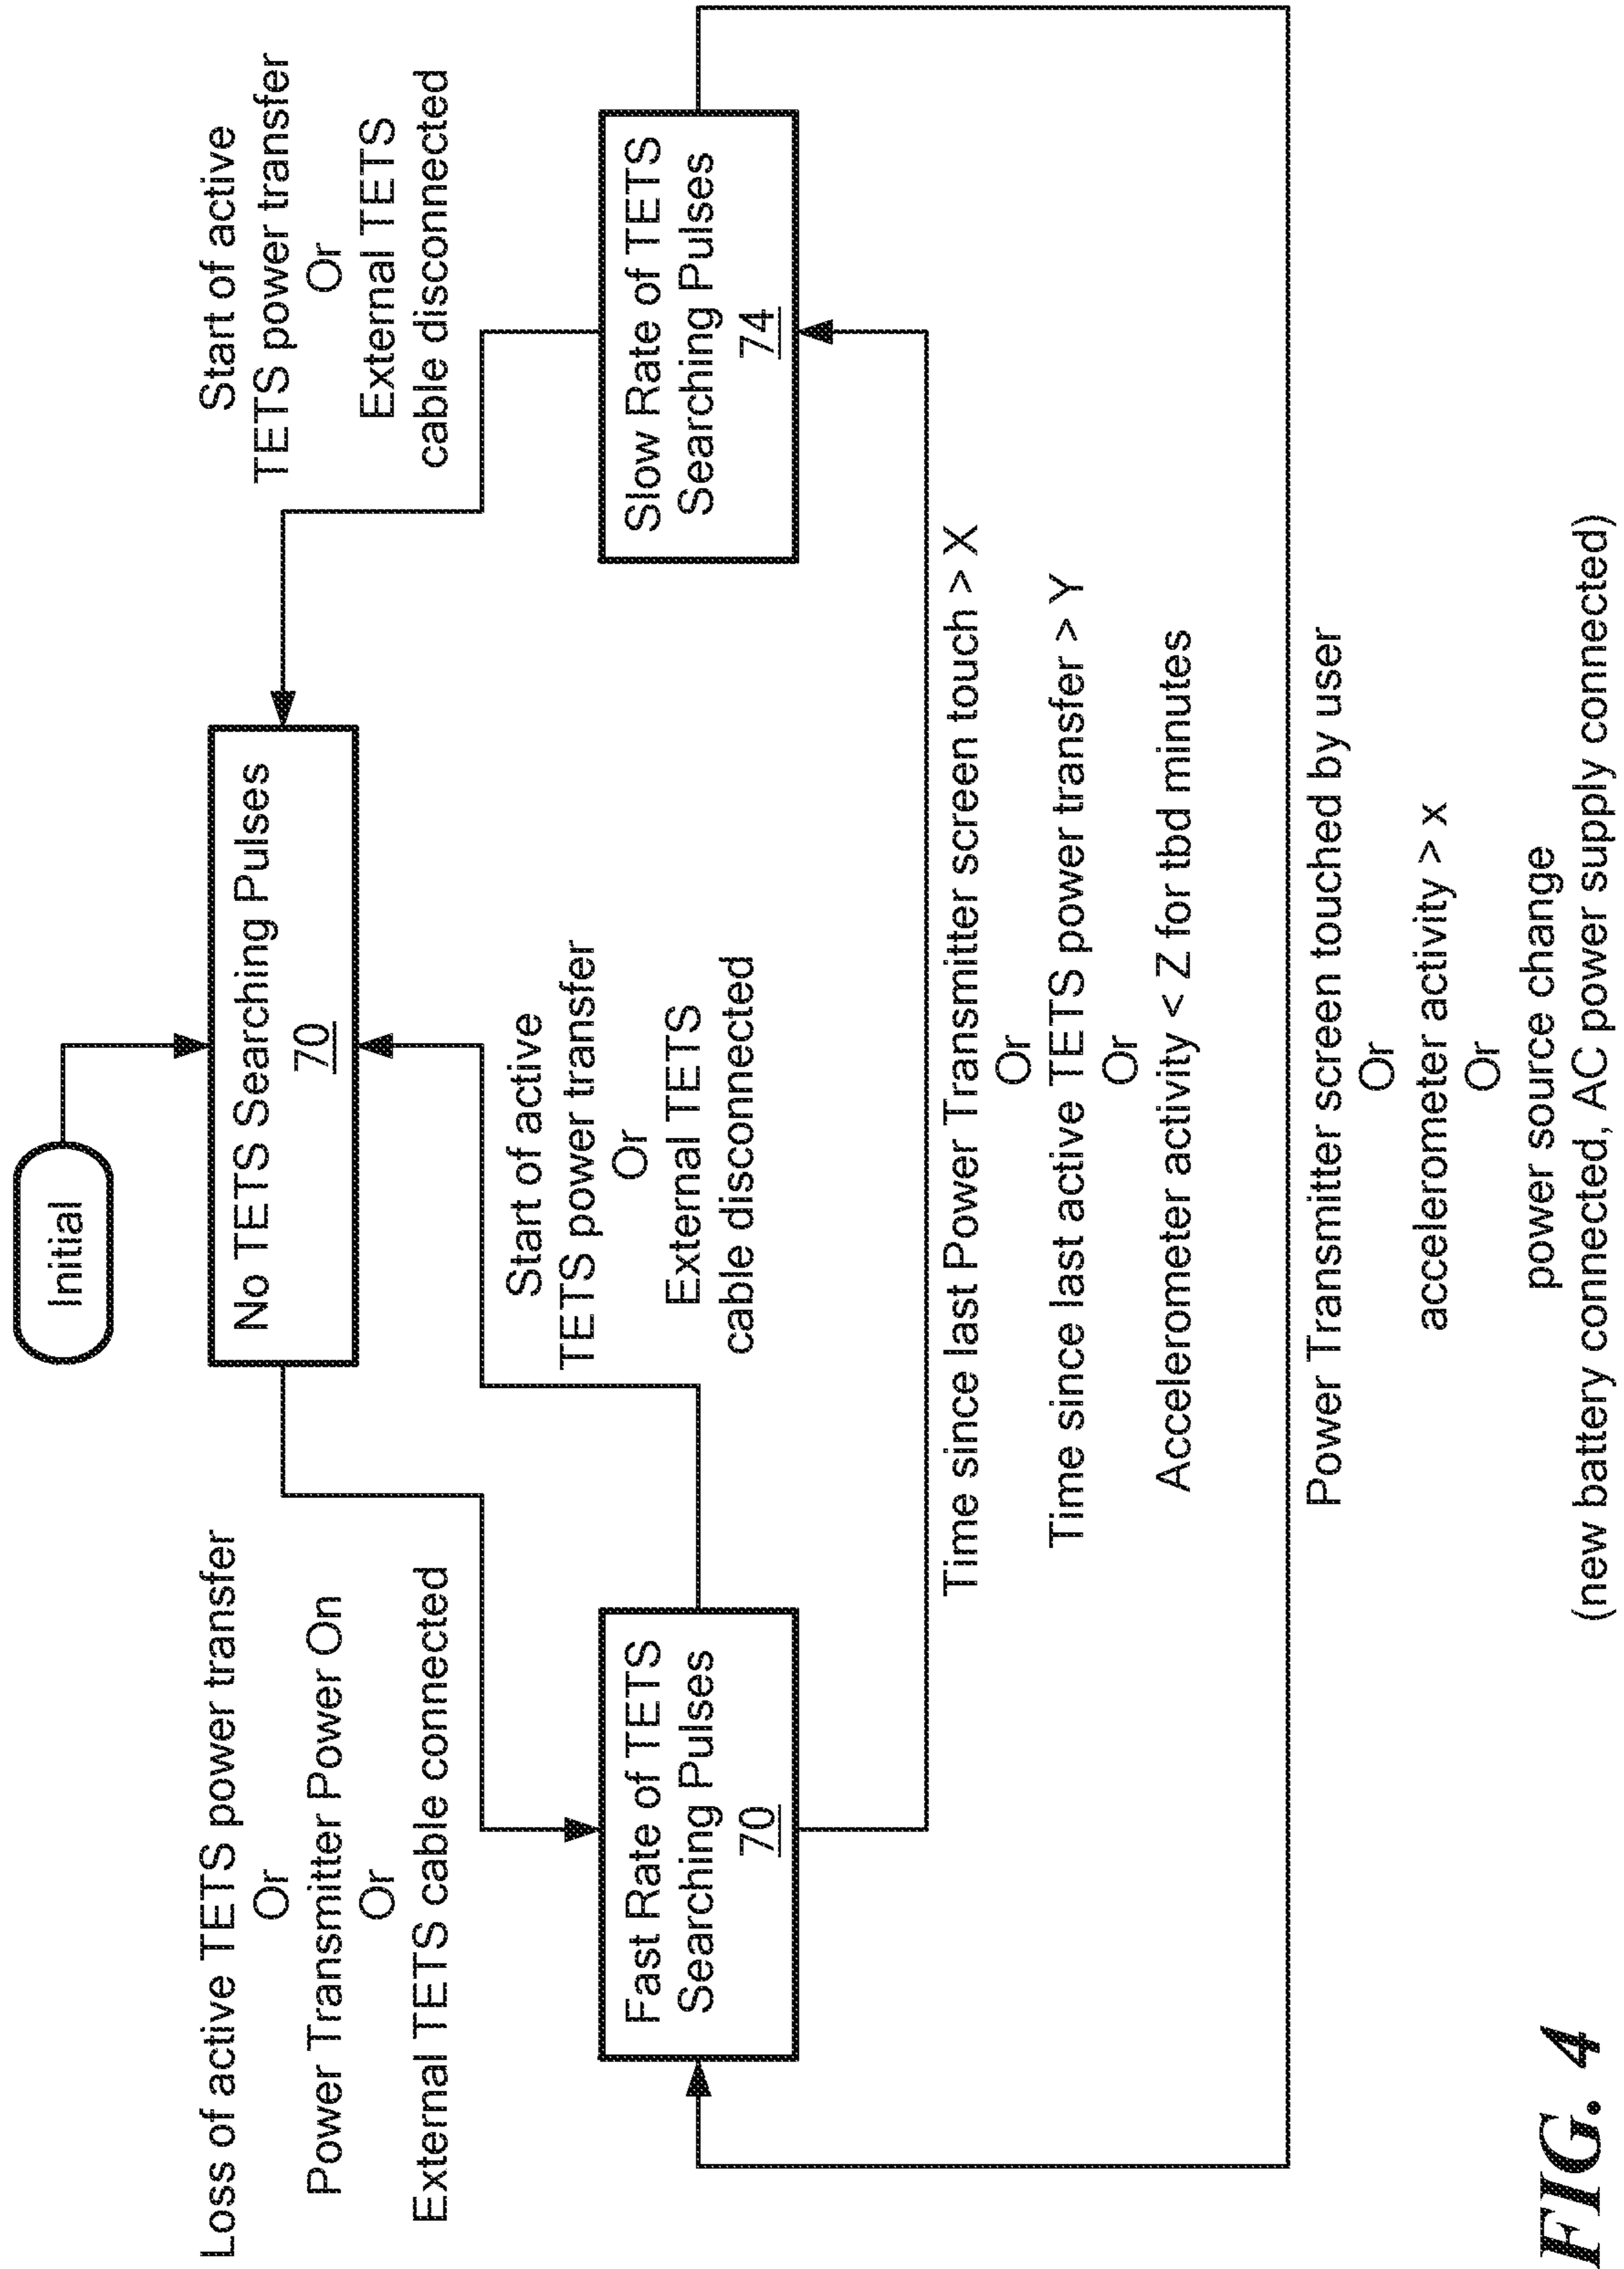 Initial
Loss of active TETS power transfer
Or
Power Transmitter Power On
Or
External TETS cable connected
No TETS Searching Pulses
70
Start of active
TETS power transfer
Or
External TETS
cable disconnected
Start of active
TETS power transfer
Or
External TETS
cable disconnected
Fast Rate of TETS
Searching Pulses
70
Slow Rate of TETS
Searching Pulses
74
Time since last Power Transmitter screen touch > X
Or
Time since last active TETS power transfer > Y
Or
Accelerometer activity < Z for tbd minutes
Power Transmitter screen touched by user
Or
accelerometer activity > x
Or
power source change
(new battery connected, AC power supply connected)
FIG. 4